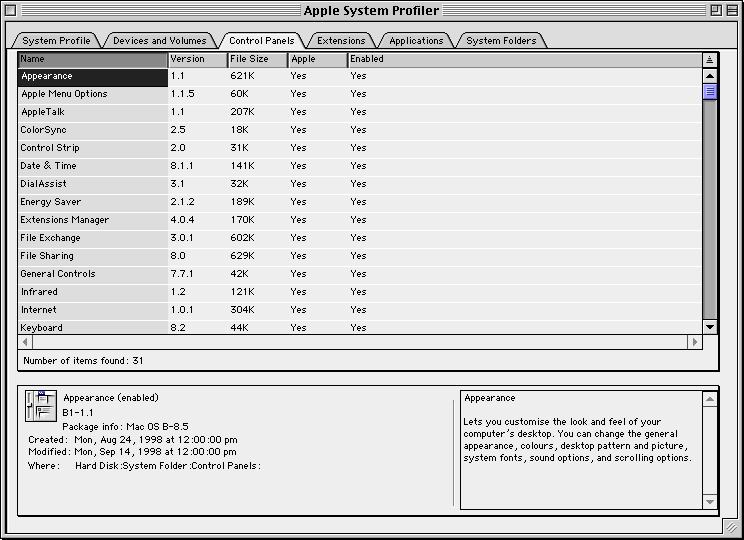 Apple System Profiler
System Profile Devices and Volumes Control Panels Extensions Applications System Folders
Name Version File Size Apple Enabled
Appearance 1.1 621K Yes Yes
Apple Menu Options 1.1.5 60K Yes Yes
AppleTalk 1.1 207K Yes Yes
ColorSync 2.5 18K Yes Yes
Control Strip 2.0 31K Yes Yes
Date & Time 8.1.1 141K Yes Yes
DialAssist 3.1 32K Yes Yes
Energy Saver 2.1.2 189K Yes Yes
Extensions Manager 4.0.4 170K Yes Yes
File Exchange 3.0.1 602K Yes Yes
File Sharing 8.0 629K Yes Yes
General Controls 7.7.1 42K Yes Yes
Infrared 1.2 121K Yes Yes
Internet 1.0.1 304K Yes Yes
Keyboard 8.2 44K Yes Yes
Number of items found: 31
Appearance (enabled)
B1-1.1
Package info: Mac OS B-8.5
Created: Mon, Aug 24, 1998 at 12:00:00 pm
Modified: Mon, Sep 14, 1998 at 12:00:00 pm
Where: Hard Disk:System Folder:Control Panels:
Appearance
Lets you customise the look and feel of your
computer's desktop. You can change the general
appearance, colours, desktop pattern and picture,
system fonts, sound options, and scrolling options.